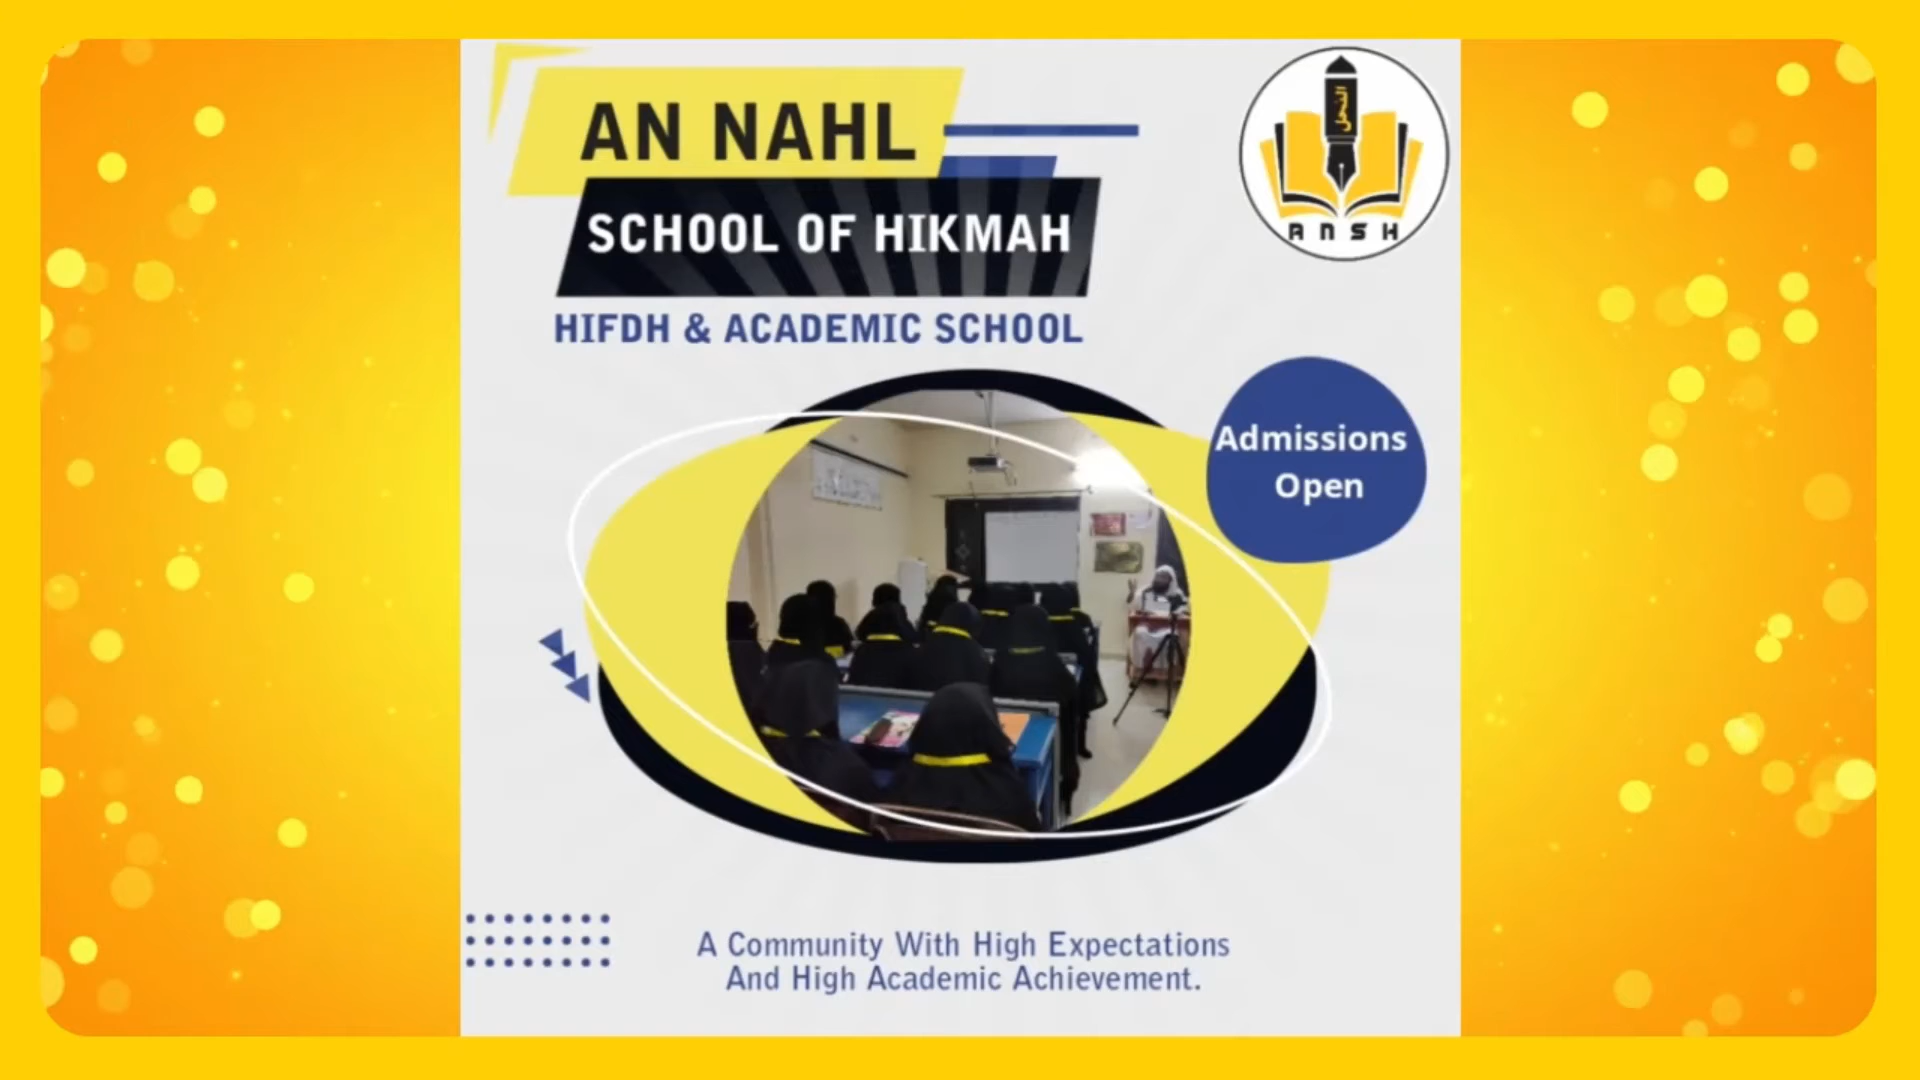 AN NAHL
SCHOOL OF HIKMAH
HIFDH & ACADEMIC SCHOOL
ANSH
Admissions
Open
A Community With High Expectations
And High Academic Achievement.